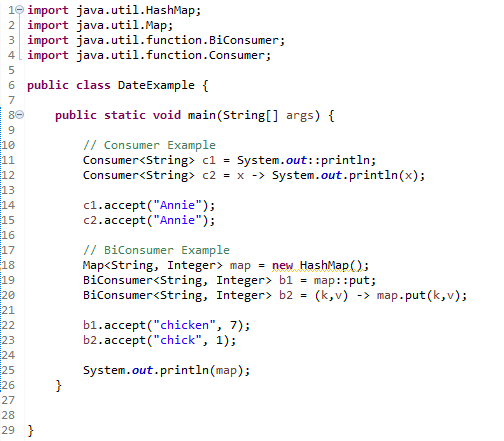 1 import java.util.HashMap;
2 import java.util.Map;
3 import java.util.function.BiConsumer;
4 import java.util.function.Consumer;
5
6 public class DateExample {
7
8     public static void main(String[] args) {
9
10         // Consumer Example
11         Consumer<String> c1 = System.out::println;
12         Consumer<String> c2 = x -> System.out.println(x);
13
14         c1.accept("Annie");
15         c2.accept("Annie");
16
17         // BiConsumer Example
18         Map<String, Integer> map = new HashMap();
19         BiConsumer<String, Integer> b1 = map::put;
20         BiConsumer<String, Integer> b2 = (k,v) -> map.put(k,v);
21
22         b1.accept("chicken", 7);
23         b2.accept("chick", 1);
24
25         System.out.println(map);
26     }
27
28
29 }